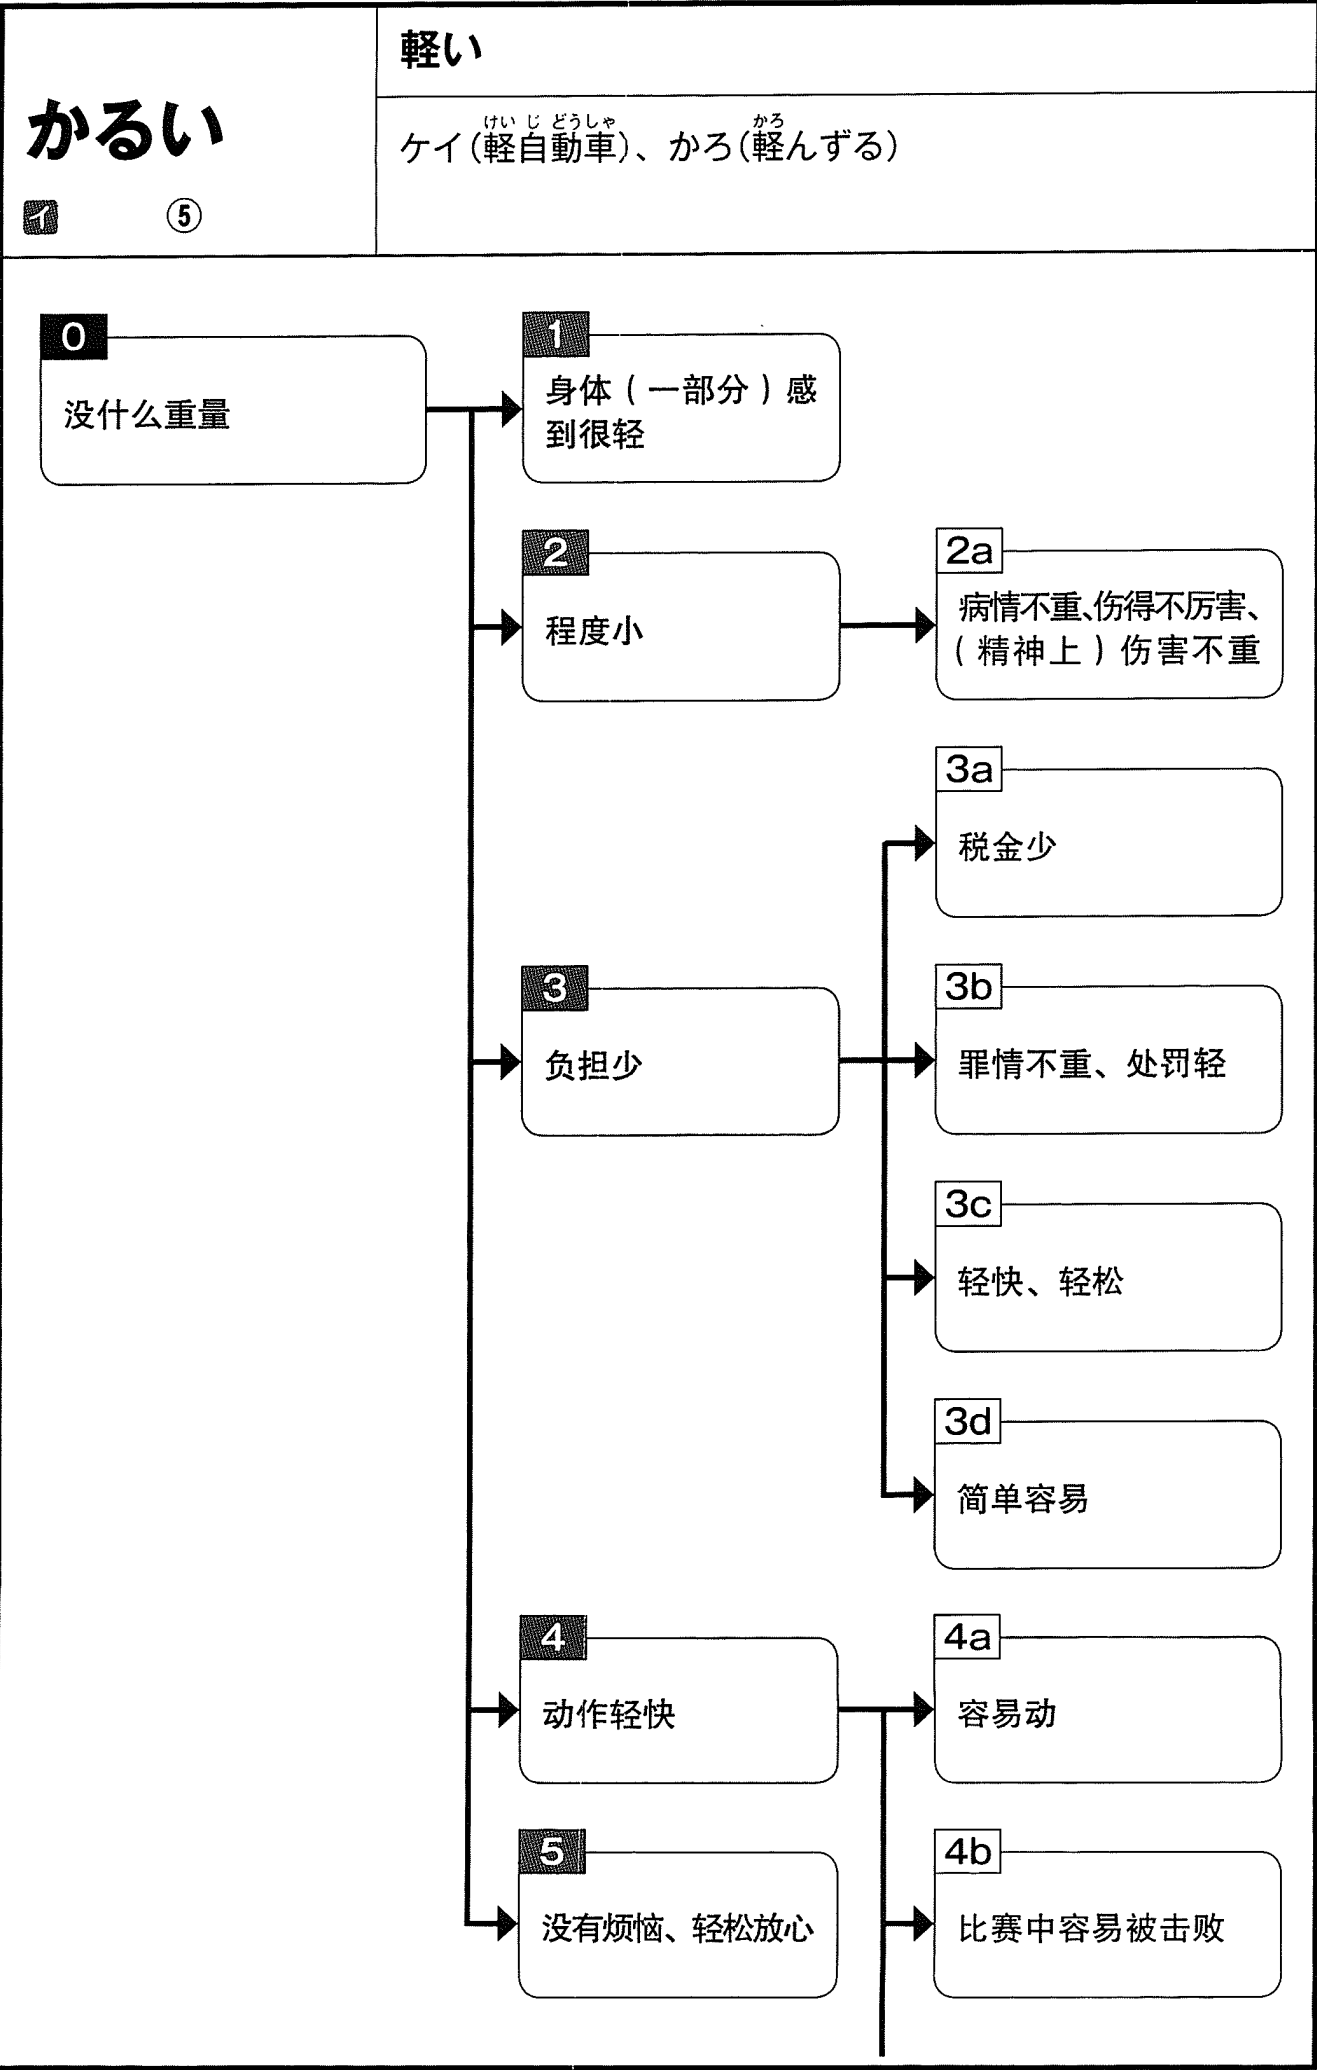 かるい
イ ⑤
軽い
けいじどうしゃ かろ
ケイ（軽自動車）、かろ（軽んずる）
0
没什么重量
1
身体（一部分）感
到很轻
2
程度小
2a
病情不重、伤得不厉害、
（精神上）伤害不重
3a
税金少
3
负担少
3b
罪情不重、处罚轻
3c
轻快、轻松
3d
简单容易
4
动作轻快
4a
容易动
5
没有烦恼、轻松放心
4b
比赛中容易被击败